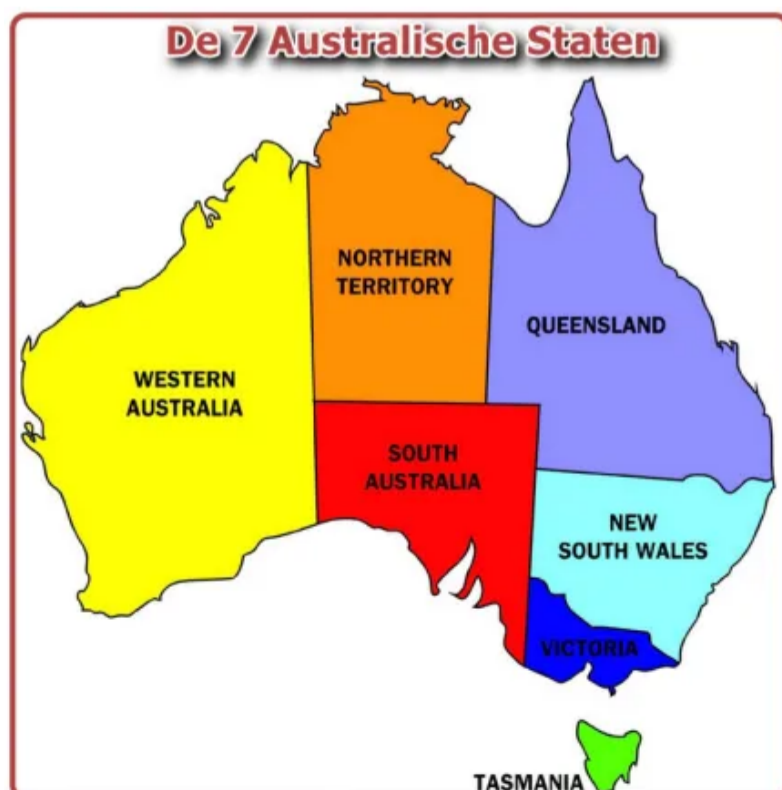 De 7 Australische Staten
NORTHERN
TERRITORY
QUEENSLAND
WESTERN
AUSTRALIA
SOUTH
AUSTRALIA
NEW
SOUTH WALES
VICTORIA
TASMANIA